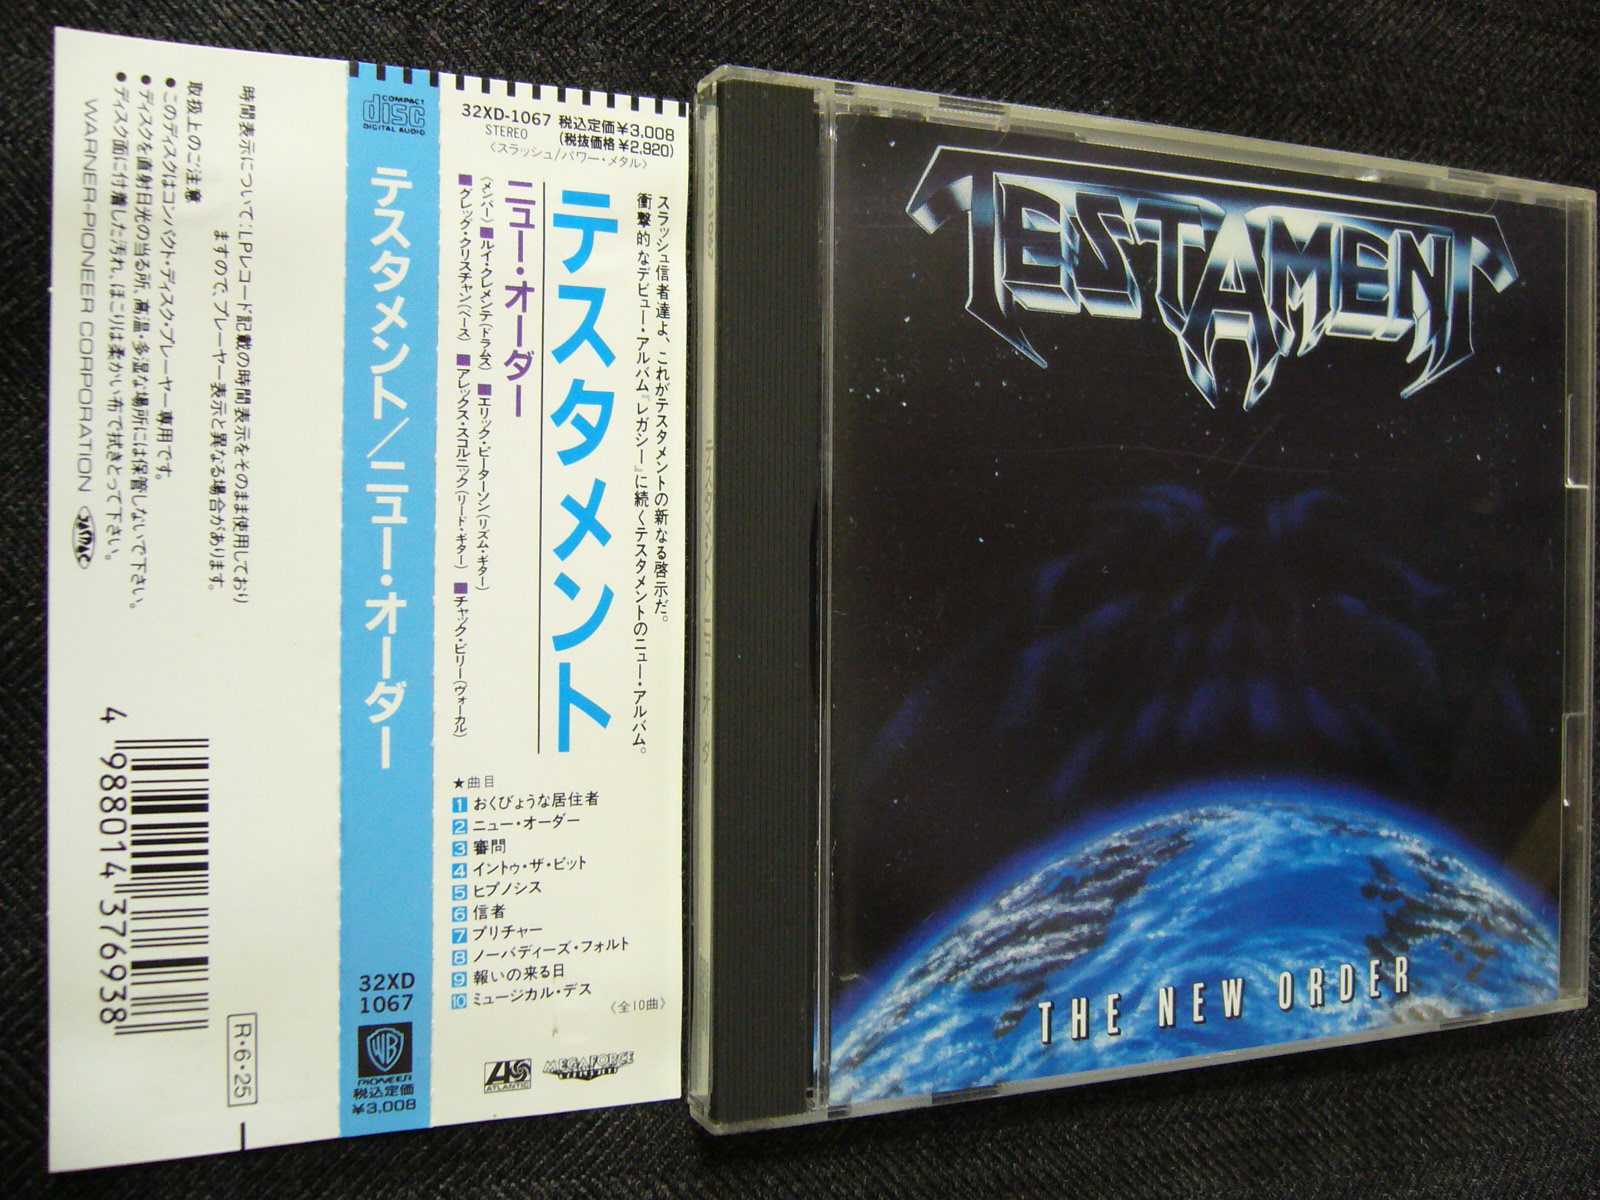 時間表示について:LPレコード記載の時間表示をそのまま使用しており
ますので、プレーヤー表示と異なる場合があります。
取扱上のご注意
●このディスクはコンパクト・ディスク・プレーヤー専用です。
●ディスクを直射日光の当る所、高温・多湿な場所には保管しないで下さい。
●ディスク面に付着した汚れ、ほこりは柔かい布で拭きとって下さい。
WARNER-PIONEER CORPORATION
JASRAC
4 988014 376938
R・6・25
COMPACT
disc
DIGITAL AUDIO
テスタメント/ニュー・オーダー
32XD
1067
WB
PIONEER
税込定価
¥3,008
32XD-1067 税込定価¥3,008
STEREO (税抜価格 ¥2,920)
〈スラッシュ/パワー・メタル〉
スラッシュ信者達よ、これがテスタメントの新なる啓示だ。
衝撃的なデビュー・アルバム『レガシー』に続くテスタメントのニュー・アルバム。
テスタメント
ニュー・オーダー
《メンバー》■ルイ・クレメンテ(ドラムス) ■エリック・ピーターソン(リズム・ギター)
■グレッグ・クリスチャン(ベース) ■アレックス・スコルニック(リード・ギター) ■チャック・ビリー(ヴォーカル)
★曲目
1 おくびょうな居住者
2 ニュー・オーダー
3 審問
4 イントゥ・ザ・ピット
5 ヒプノシス
6 信者
7 プリチャー
8 ノーバディーズ・フォルト
9 報いの来る日
10 ミュージカル・デス
《全10曲》
ATLANTIC
MEGAFORCE
TESTAMENT
THE NEW ORDER